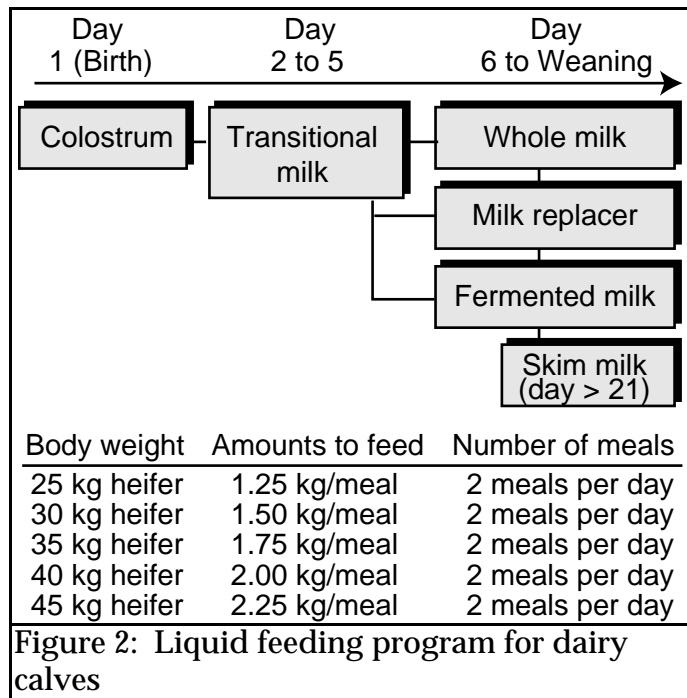 Day Day Day
1 (Birth) 2 to 5 6 to Weaning
Colostrum Transitional milk Whole milk
Milk replacer
Fermented milk
Skim milk
(day > 21)
Body weight Amounts to feed Number of meals
25 kg heifer 1.25 kg/meal 2 meals per day
30 kg heifer 1.50 kg/meal 2 meals per day
35 kg heifer 1.75 kg/meal 2 meals per day
40 kg heifer 2.00 kg/meal 2 meals per day
45 kg heifer 2.25 kg/meal 2 meals per day
Figure 2: Liquid feeding program for dairy
calves